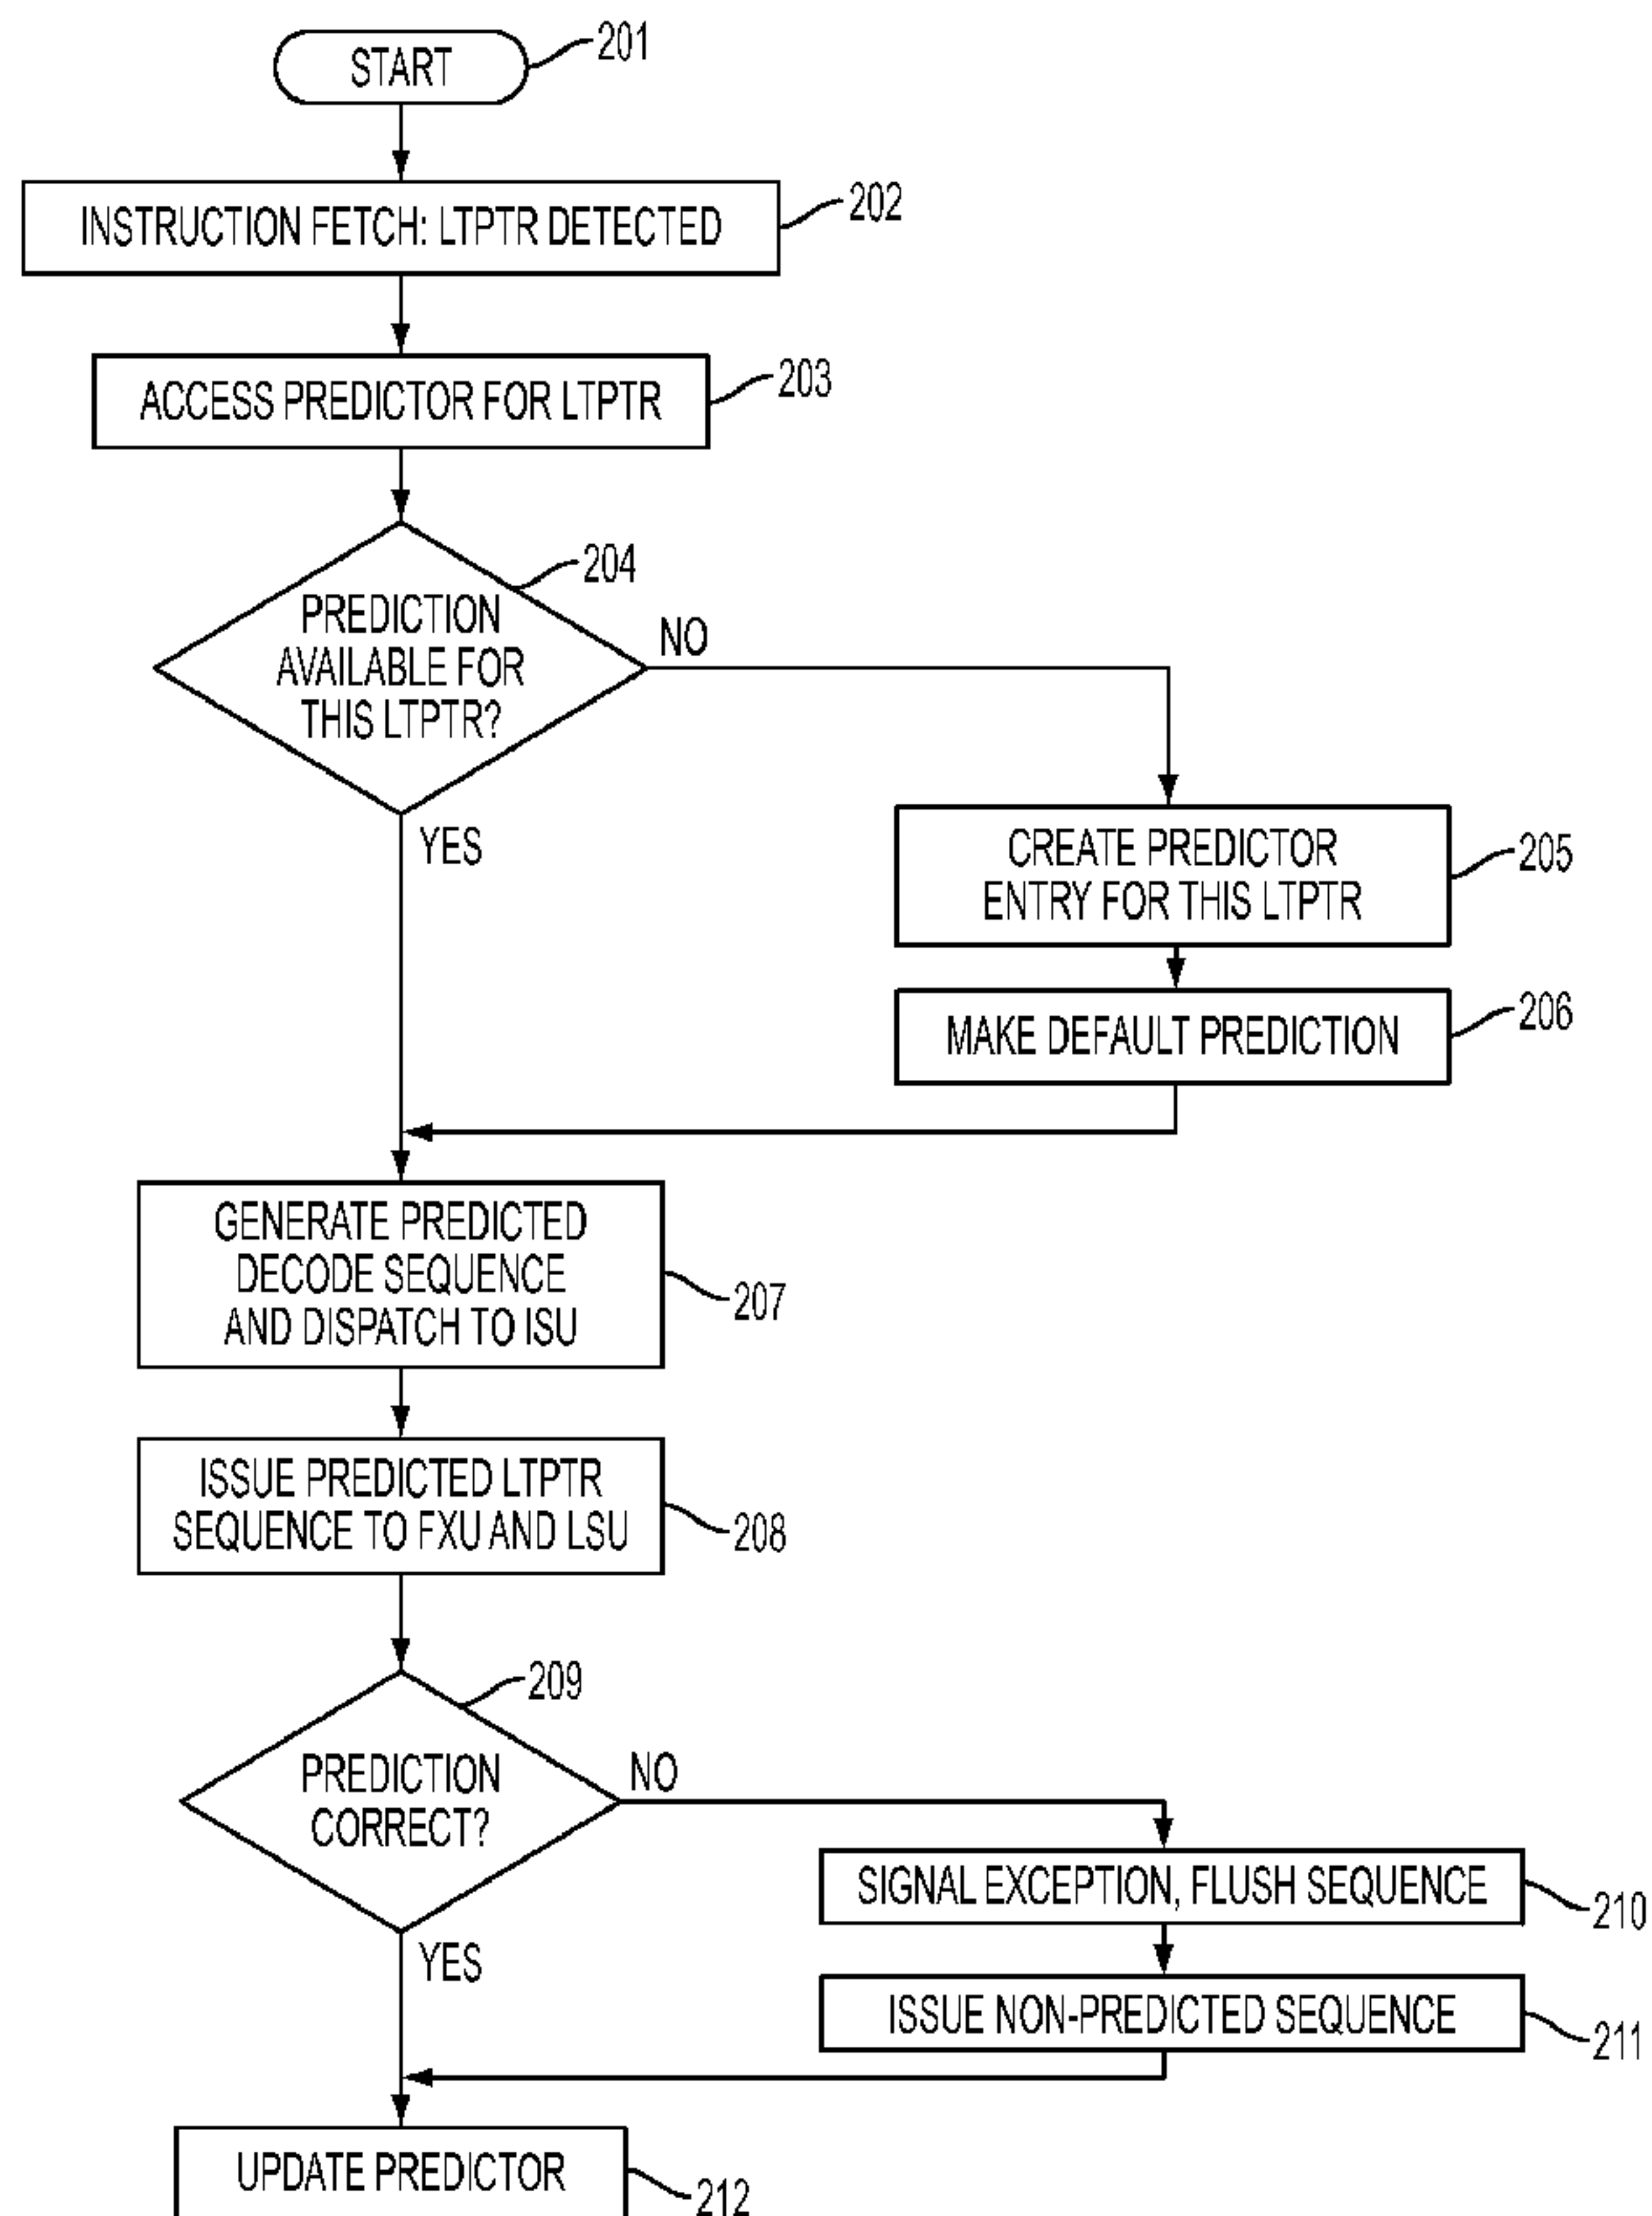 START
201
INSTRUCTION FETCH: LTPTR DETECTED
202
ACCESS PREDICTOR FOR LTPTR
203
204
PREDICTION
AVAILABLE FOR
THIS LTPTR?
NO
YES
CREATE PREDICTOR
ENTRY FOR THIS LTPTR
205
MAKE DEFAULT PREDICTION
206
GENERATE PREDICTED
DECODE SEQUENCE
AND DISPATCH TO ISU
207
ISSUE PREDICTED LTPTR
SEQUENCE TO FXU AND LSU
208
209
PREDICTION
CORRECT?
NO
YES
SIGNAL EXCEPTION, FLUSH SEQUENCE
210
ISSUE NON-PREDICTED SEQUENCE
211
UPDATE PREDICTOR
212